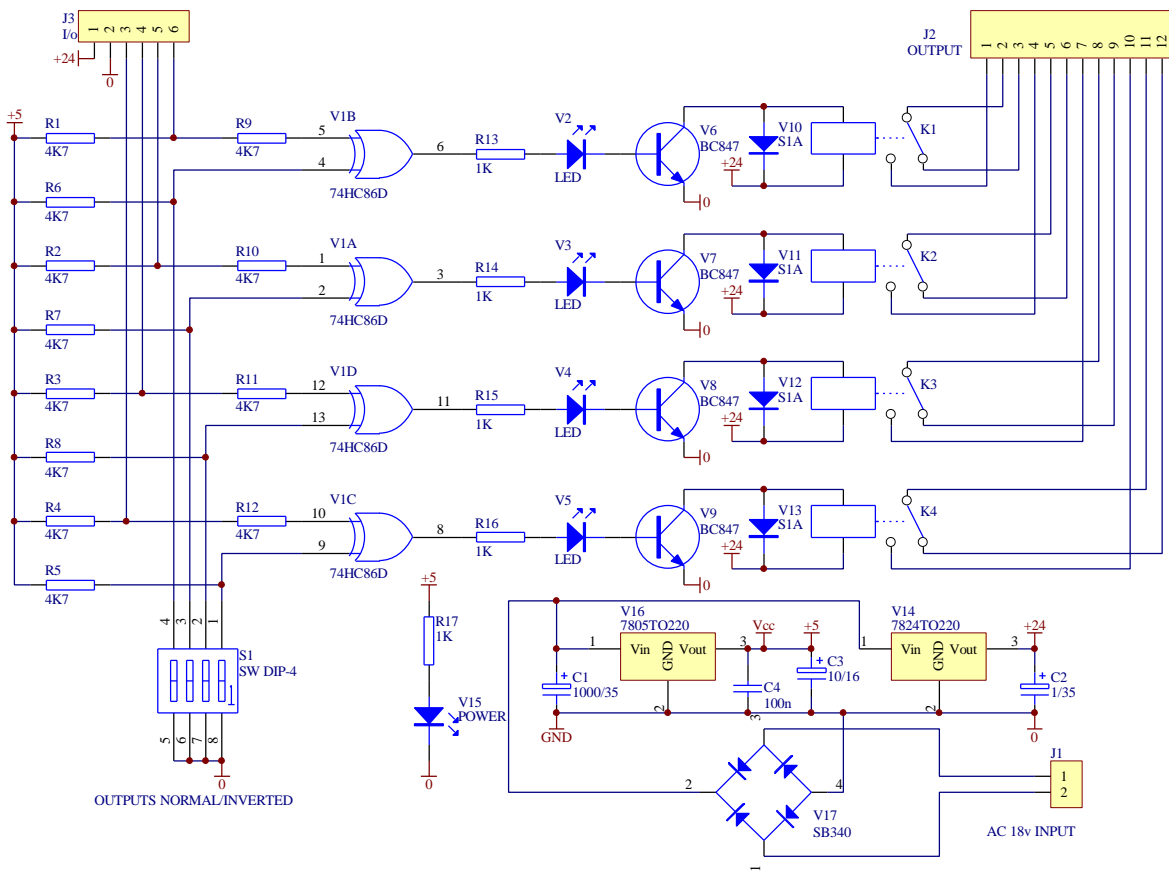 J3
I/o
1 2 3 4 5 6
+24
0
J2
OUTPUT
1 2 3 4 5 6 7 8 9 10 11 12
+5
R1
4K7
R9
4K7
V1B
5
4
6
74HC86D
R13
1K
V2
LED
V6
BC847
0
V10
S1A
+24
K1
R6
4K7
R2
4K7
R10
4K7
V1A
1
2
3
74HC86D
R14
1K
V3
LED
V7
BC847
0
V11
S1A
+24
K2
R7
4K7
R3
4K7
R11
4K7
V1D
12
13
11
74HC86D
R15
1K
V4
LED
V8
BC847
0
V12
S1A
+24
K3
R8
4K7
R4
4K7
R12
4K7
V1C
10
9
8
74HC86D
R16
1K
V5
LED
V9
BC847
0
V13
S1A
+24
K4
R5
4K7
4 3 2 1
S1
SW DIP-4
1
5 6 7 8
0
OUTPUTS NORMAL/INVERTED
+5
R17
1K
V15
POWER
0
V16
7805TO220
1
Vin
GND
Vout
3
2
Vcc
+5
C1
1000/35
GND
C4
100n
C3
10/16
V14
7824TO220
1
Vin
GND
Vout
3
2
+24
C2
1/35
0
3
2
4
1
V17
SB340
J1
1
2
AC 18v INPUT